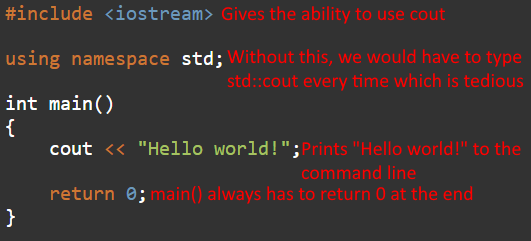 #include <iostream> Gives the ability to use cout
using namespace std; Without this, we would have to type
std::cout every time which is tedious
int main()
{
cout << "Hello world!"; Prints "Hello world!" to the
command line
return 0; main() always has to return 0 at the end
}